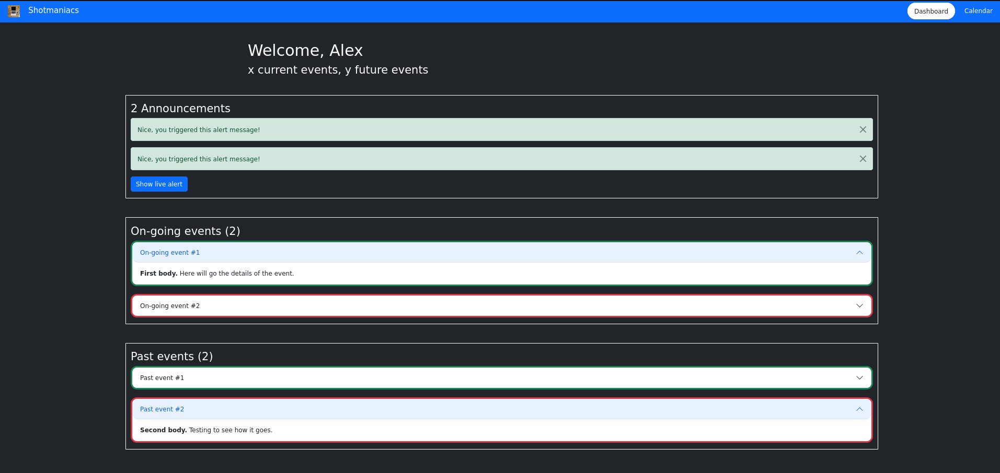 Shotmaniacs
Dashboard
Calendar
Welcome, Alex
x current events, y future events
2 Announcements
Nice, you triggered this alert message!
Nice, you triggered this alert message!
Show live alert
On-going events (2)
On-going event #1
First body. Here will go the details of the event.
On-going event #2
Past events (2)
Past event #1
Past event #2
Second body. Testing to see how it goes.